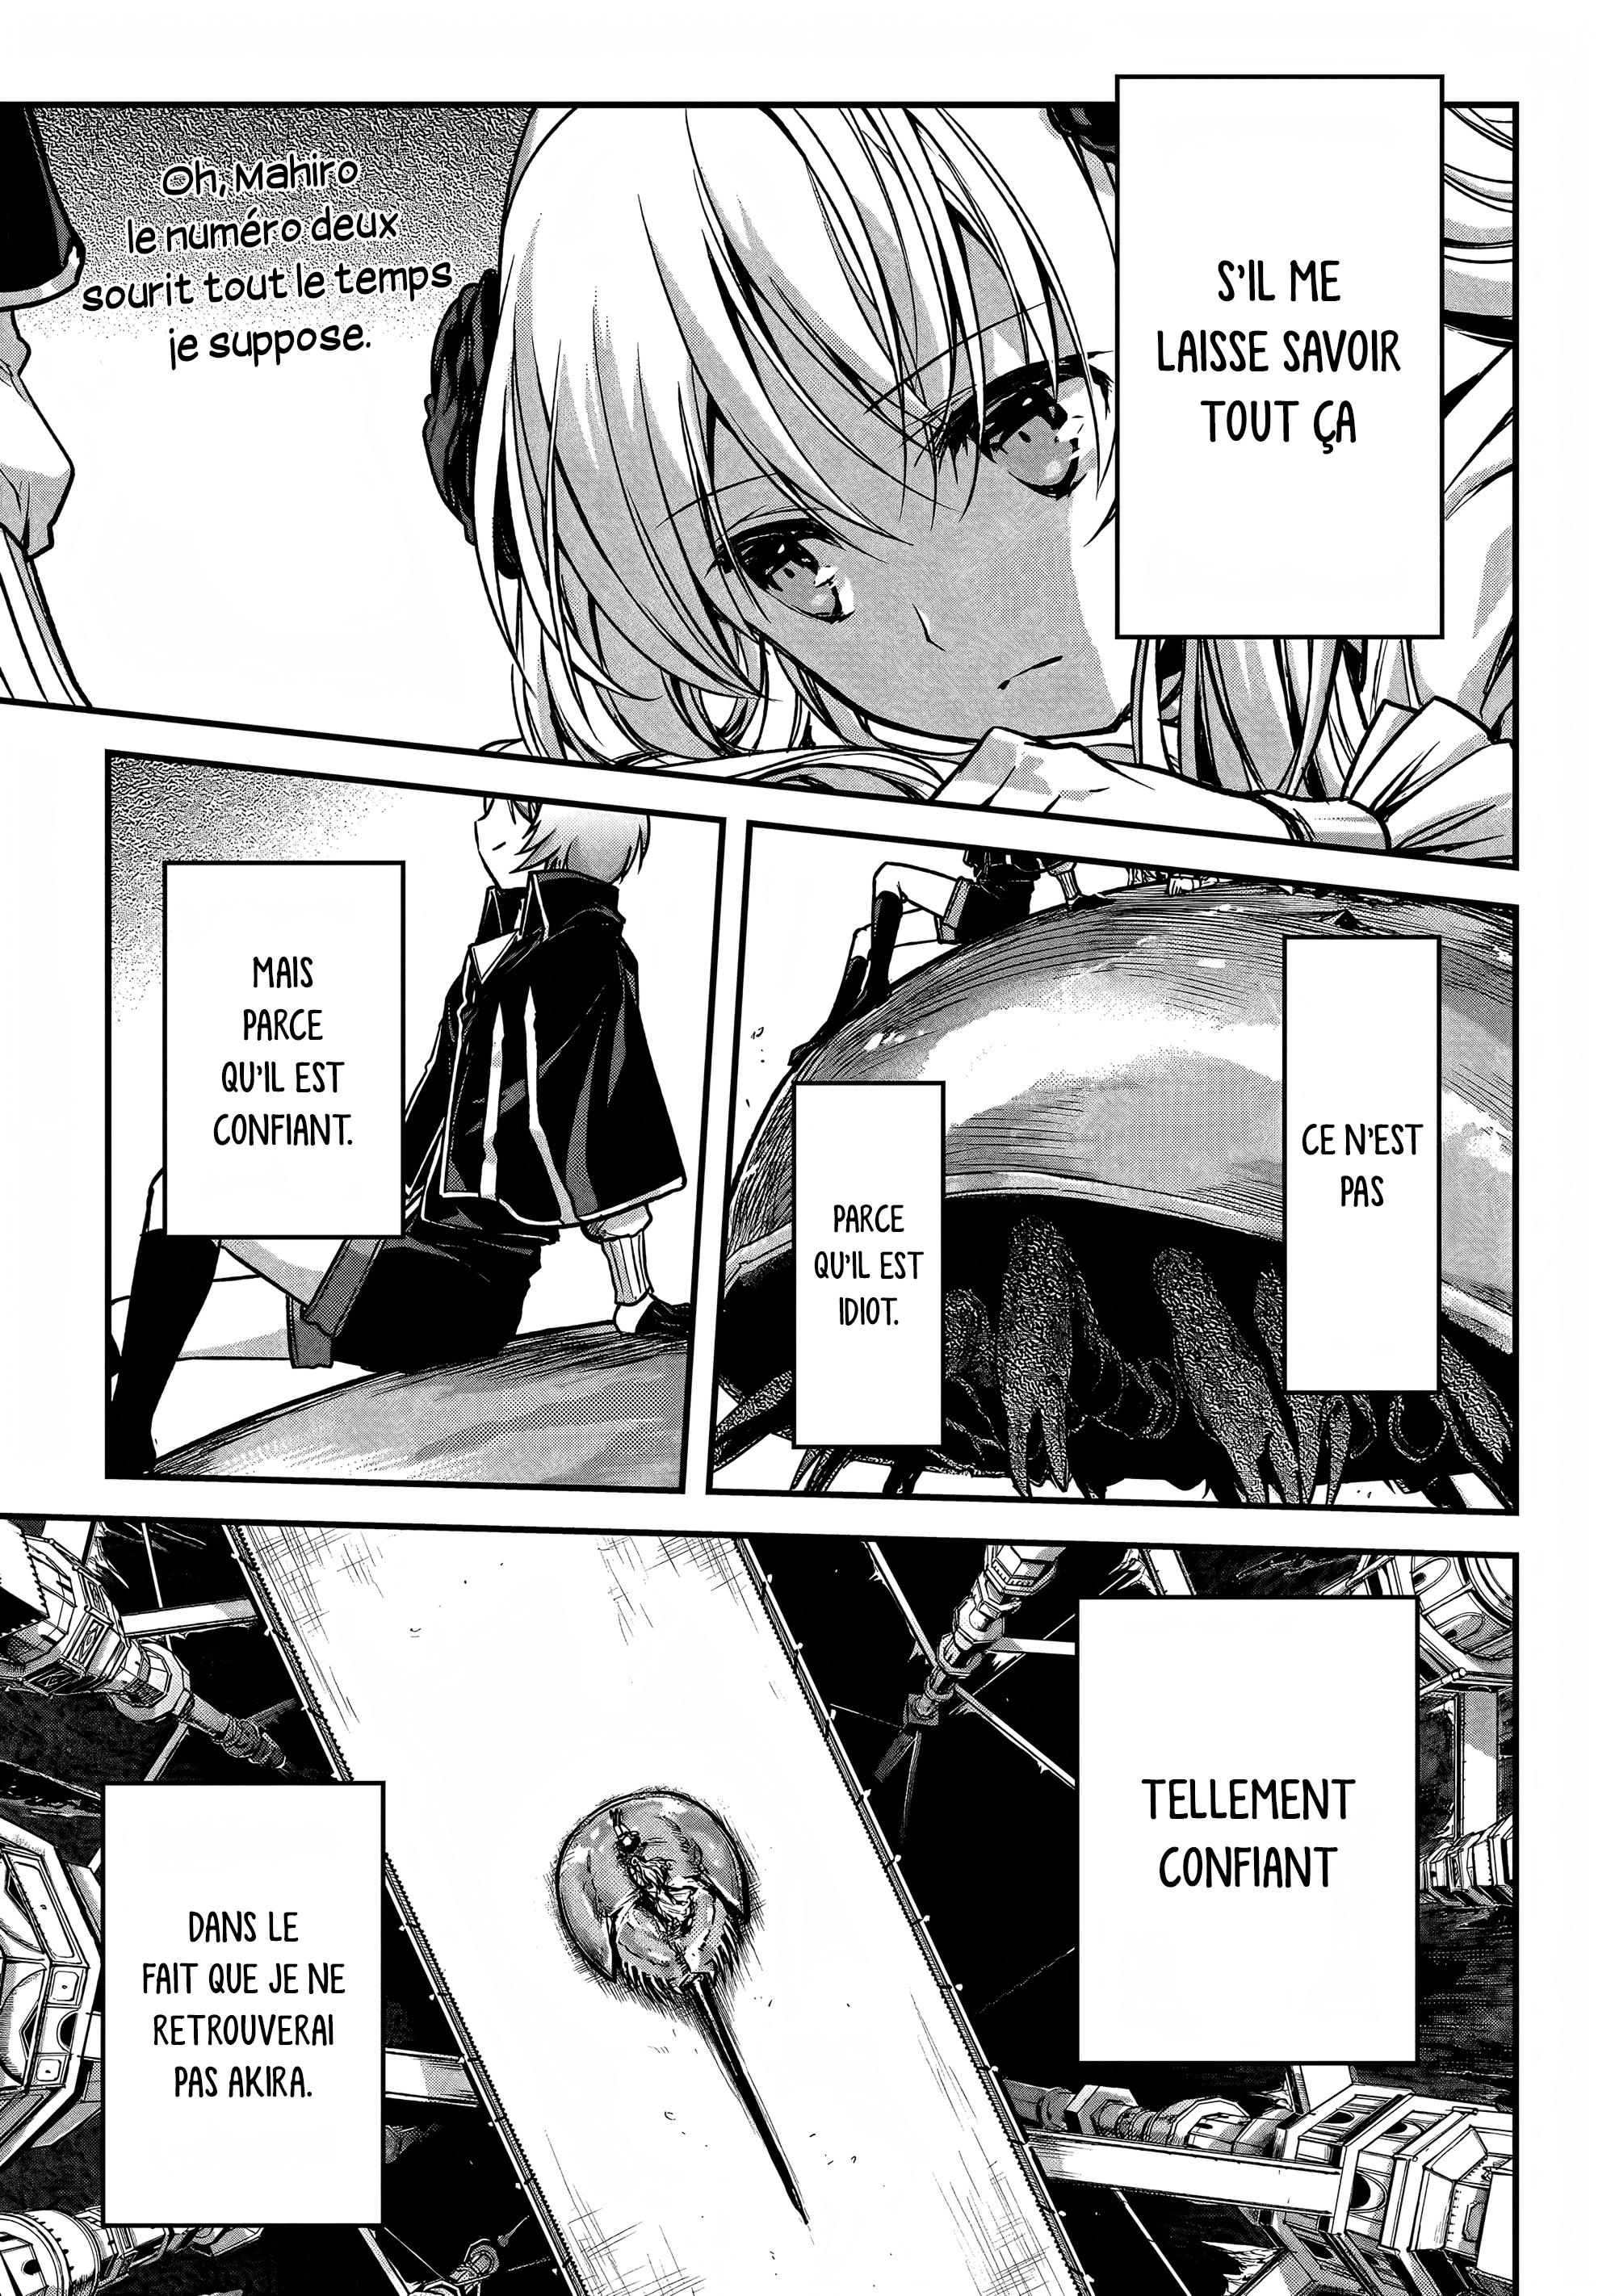 S'IL ME
LAISSE SAVOIR
TOUT ÇA
Oh, Mahiro
le numéro deux
sourit tout le temps
je suppose.
CE N'EST
PAS
PARCE
QU'IL EST
IDIOT.
MAIS
PARCE
QU'IL EST
CONFIANT.
TELLEMENT
CONFIANT
DANS LE
FAIT QUE JE NE
RETROUVERAI
PAS AKIRA.